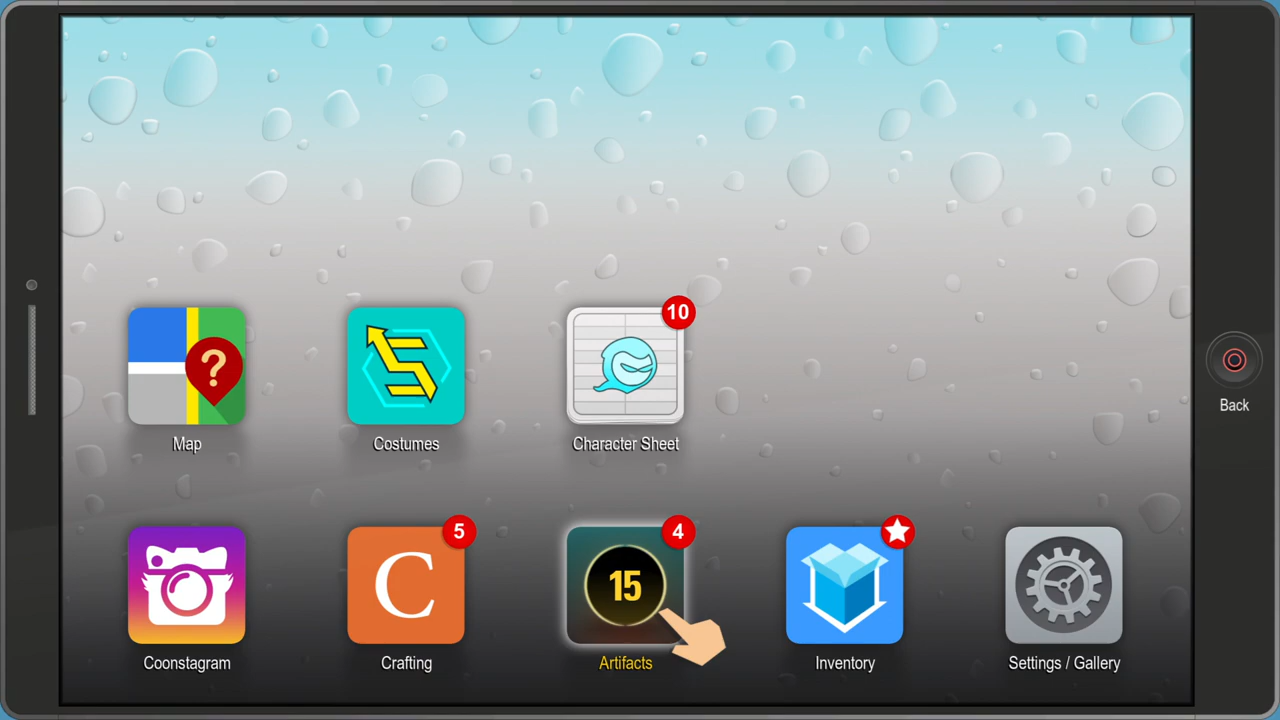 10
?
Map
Costumes
Character Sheet
Back
5
4
C
15
Coonstagram
Crafting
Artifacts
Inventory
Settings / Gallery